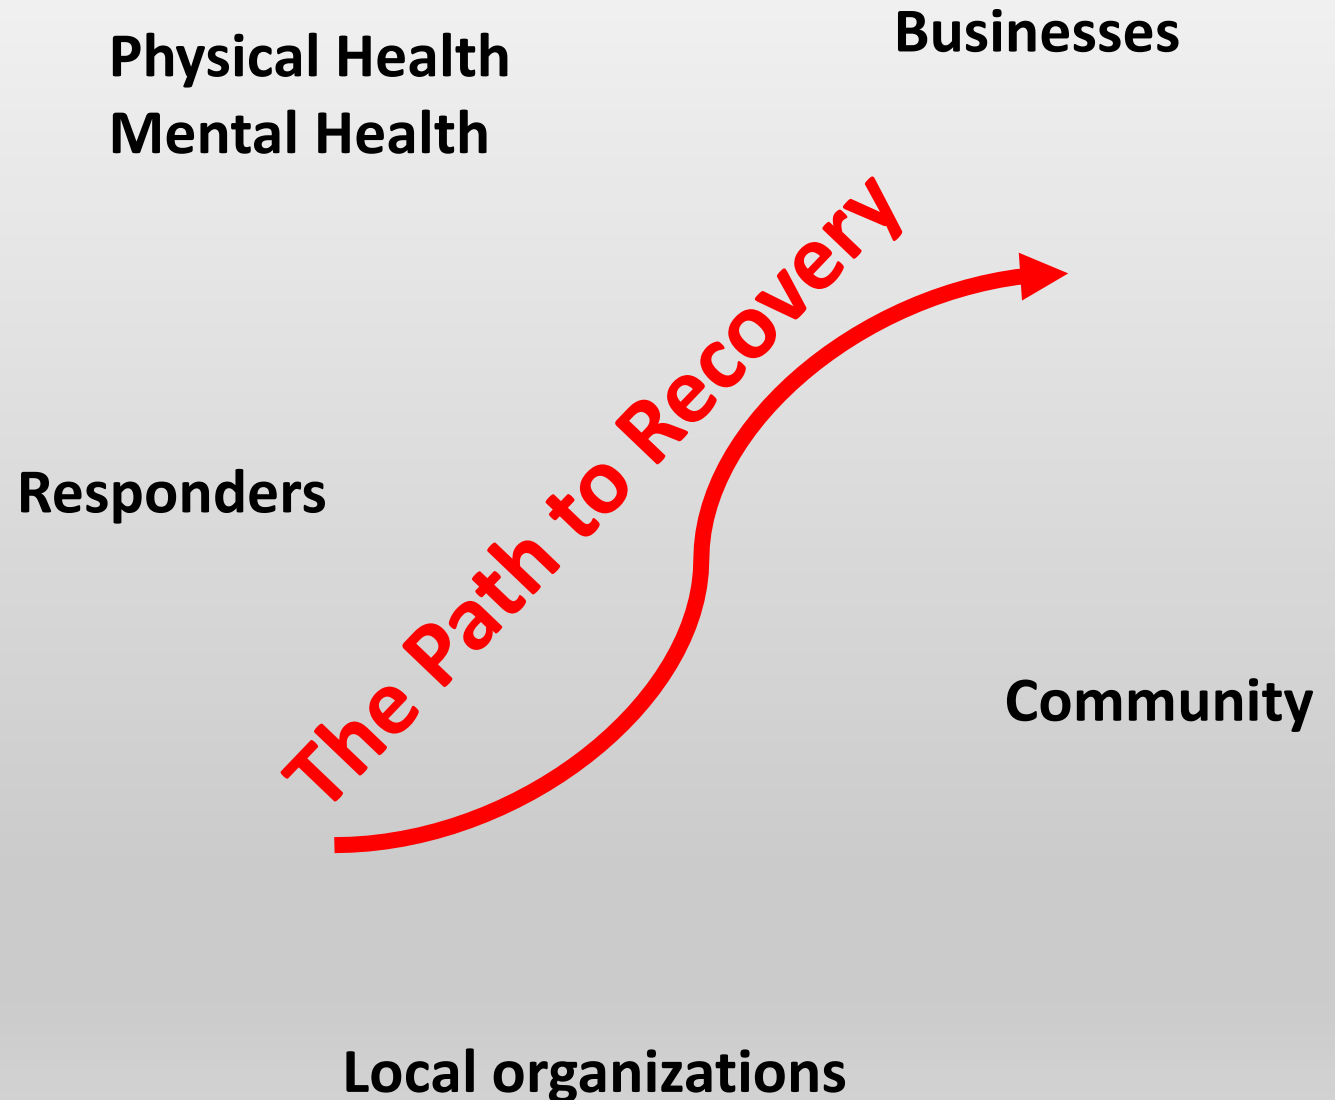 Businesses
Physical Health
Mental Health
The Path to Recovery
Responders
Community
Local organizations